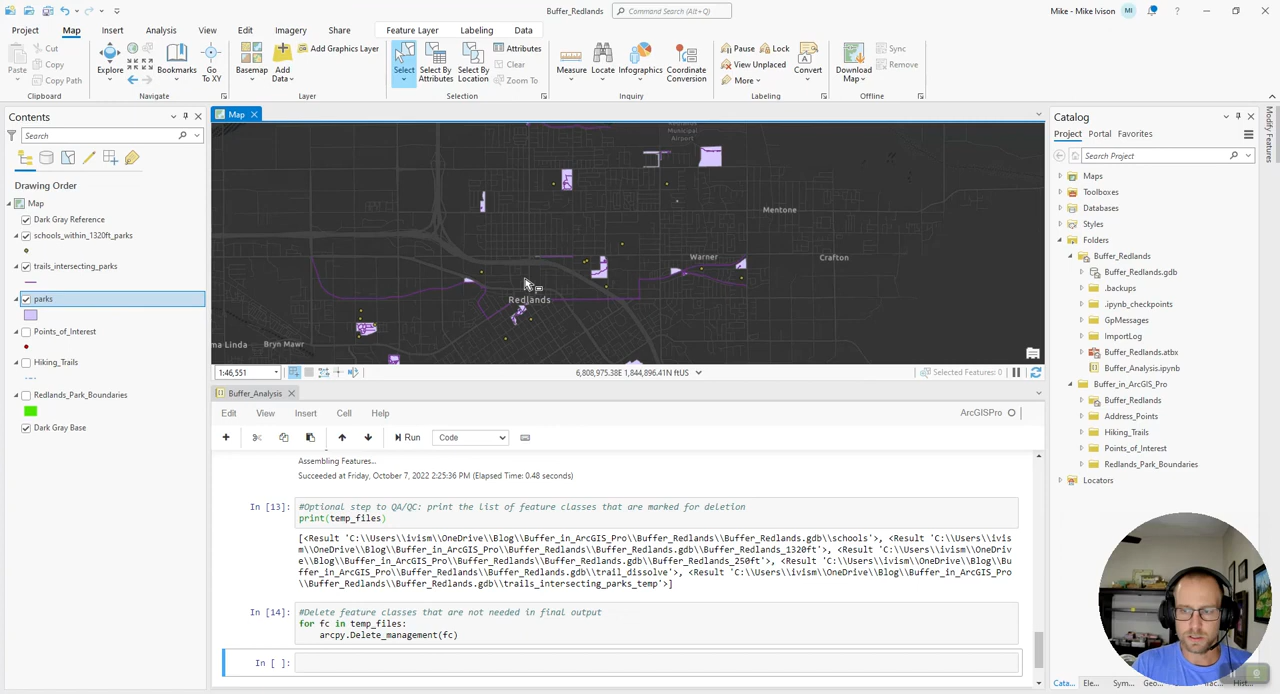 Buffer_Redlands
Command Search (Alt+Q)
Mike - Mike Ivison
MI
?
Project
Map
Insert
Analysis
View
Edit
Imagery
Share
Feature Layer
Labeling
Data
Paste
Cut
Copy
Copy Path
Clipboard
Explore
Bookmarks
Go To XY
Navigate
Basemap
Add Data
Add Graphics Layer
Layer
Select
Select By Attributes
Select By Location
Attributes
Clear
Zoom To
Selection
Measure
Locate
Infographics
Coordinate Conversion
Inquiry
Pause
Lock
View Unplaced
More
Convert
Labeling
Download Map
Sync
Remove
Offline
Contents
Search
Drawing Order
Map
Dark Gray Reference
schools_within_1320ft_parks
trails_intersecting_parks
parks
Points_of_Interest
Hiking_Trails
Redlands_Park_Boundaries
Dark Gray Base
Map
Municipal
Airport
Mentone
Warner
Crafton
Redlands
ma Linda
Bryn Mawr
1:46,551
6,808,975.38E 1,844,896.41N ftUS
Selected Features: 0
Buffer_Analysis
Edit
View
Insert
Cell
Help
ArcGISPro
Run
Code
Assembling Features...
Succeeded at Friday, October 7, 2022 2:25:36 PM (Elapsed Time: 0.48 seconds)
In [13]:
#Optional step to QA/QC: print the list of feature classes that are marked for deletion
print(temp_files)
[<Result 'C:\\Users\\ivism\\OneDrive\\Blog\\Buffer_in_ArcGIS_Pro\\Buffer_Redlands\\Buffer_Redlands.gdb\\schools'>, <Result 'C:\\Users\\ivis
m\\OneDrive\\Blog\\Buffer_in_ArcGIS_Pro\\Buffer_Redlands\\Buffer_Redlands.gdb\\Buffer_Redlands_1320ft'>, <Result 'C:\\Users\\ivism\\OneDriv
e\\Blog\\Buffer_in_ArcGIS_Pro\\Buffer_Redlands\\Buffer_Redlands.gdb\\Buffer_Redlands_250ft'>, <Result 'C:\\Users\\ivism\\OneDrive\\Blog\\Bu
ffer_in_ArcGIS_Pro\\Buffer_Redlands\\Buffer_Redlands.gdb\\trail_dissolve'>, <Result 'C:\\Users\\ivism\\OneDrive\\Blog\\Buffer_in_ArcGIS_Pro
\\Buffer_Redlands\\Buffer_Redlands.gdb\\trails_intersecting_parks_temp'>]
In [14]:
#Delete feature classes that are not needed in final output
for fc in temp_files:
arcpy.Delete_management(fc)
In [ ]:
Catalog
Project
Portal
Favorites
Search Project
Maps
Toolboxes
Databases
Styles
Folders
Buffer_Redlands
Buffer_Redlands.gdb
.backups
.ipynb_checkpoints
GpMessages
ImportLog
Buffer_Redlands.atbx
Buffer_Analysis.ipynb
Buffer_in_ArcGIS_Pro
Buffer_Redlands
Address_Points
Hiking_Trails
Points_of_Interest
Redlands_Park_Boundaries
Locators
Modify Features
Cata...
Ele...
Sym...
Hist...